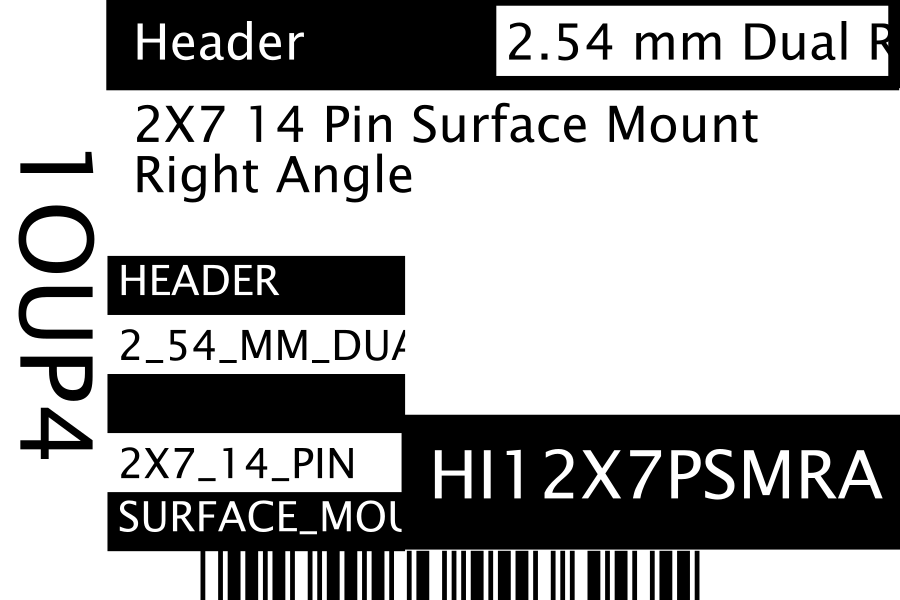 Header
2.54 mm Dual R
2X7 14 Pin Surface Mount
Right Angle
1OUP4
HEADER
2_54_MM_DUA
2X7_14_PIN
SURFACE_MOU
HI12X7PSMRA